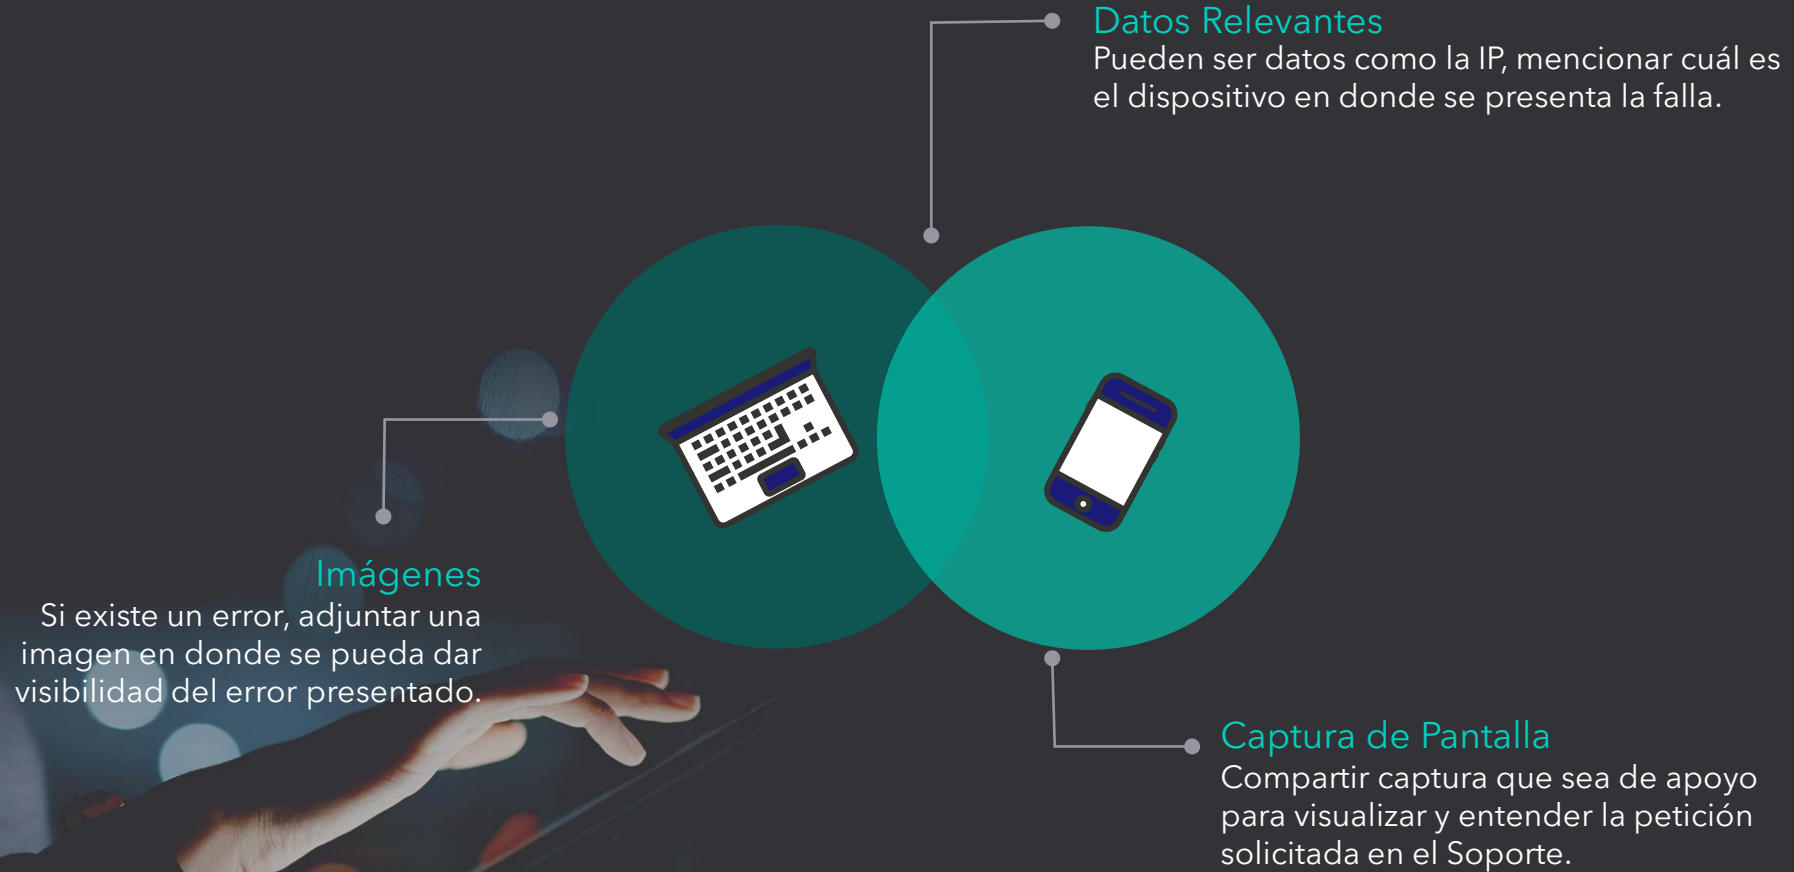 Datos Relevantes
Pueden ser datos como la IP, mencionar cuál es
el dispositivo en donde se presenta la falla.
Imágenes
Si existe un error, adjuntar una
imagen en donde se pueda dar
visibilidad del error presentado.
Captura de Pantalla
Compartir captura que sea de apoyo
para visualizar y entender la petición
solicitada en el Soporte.